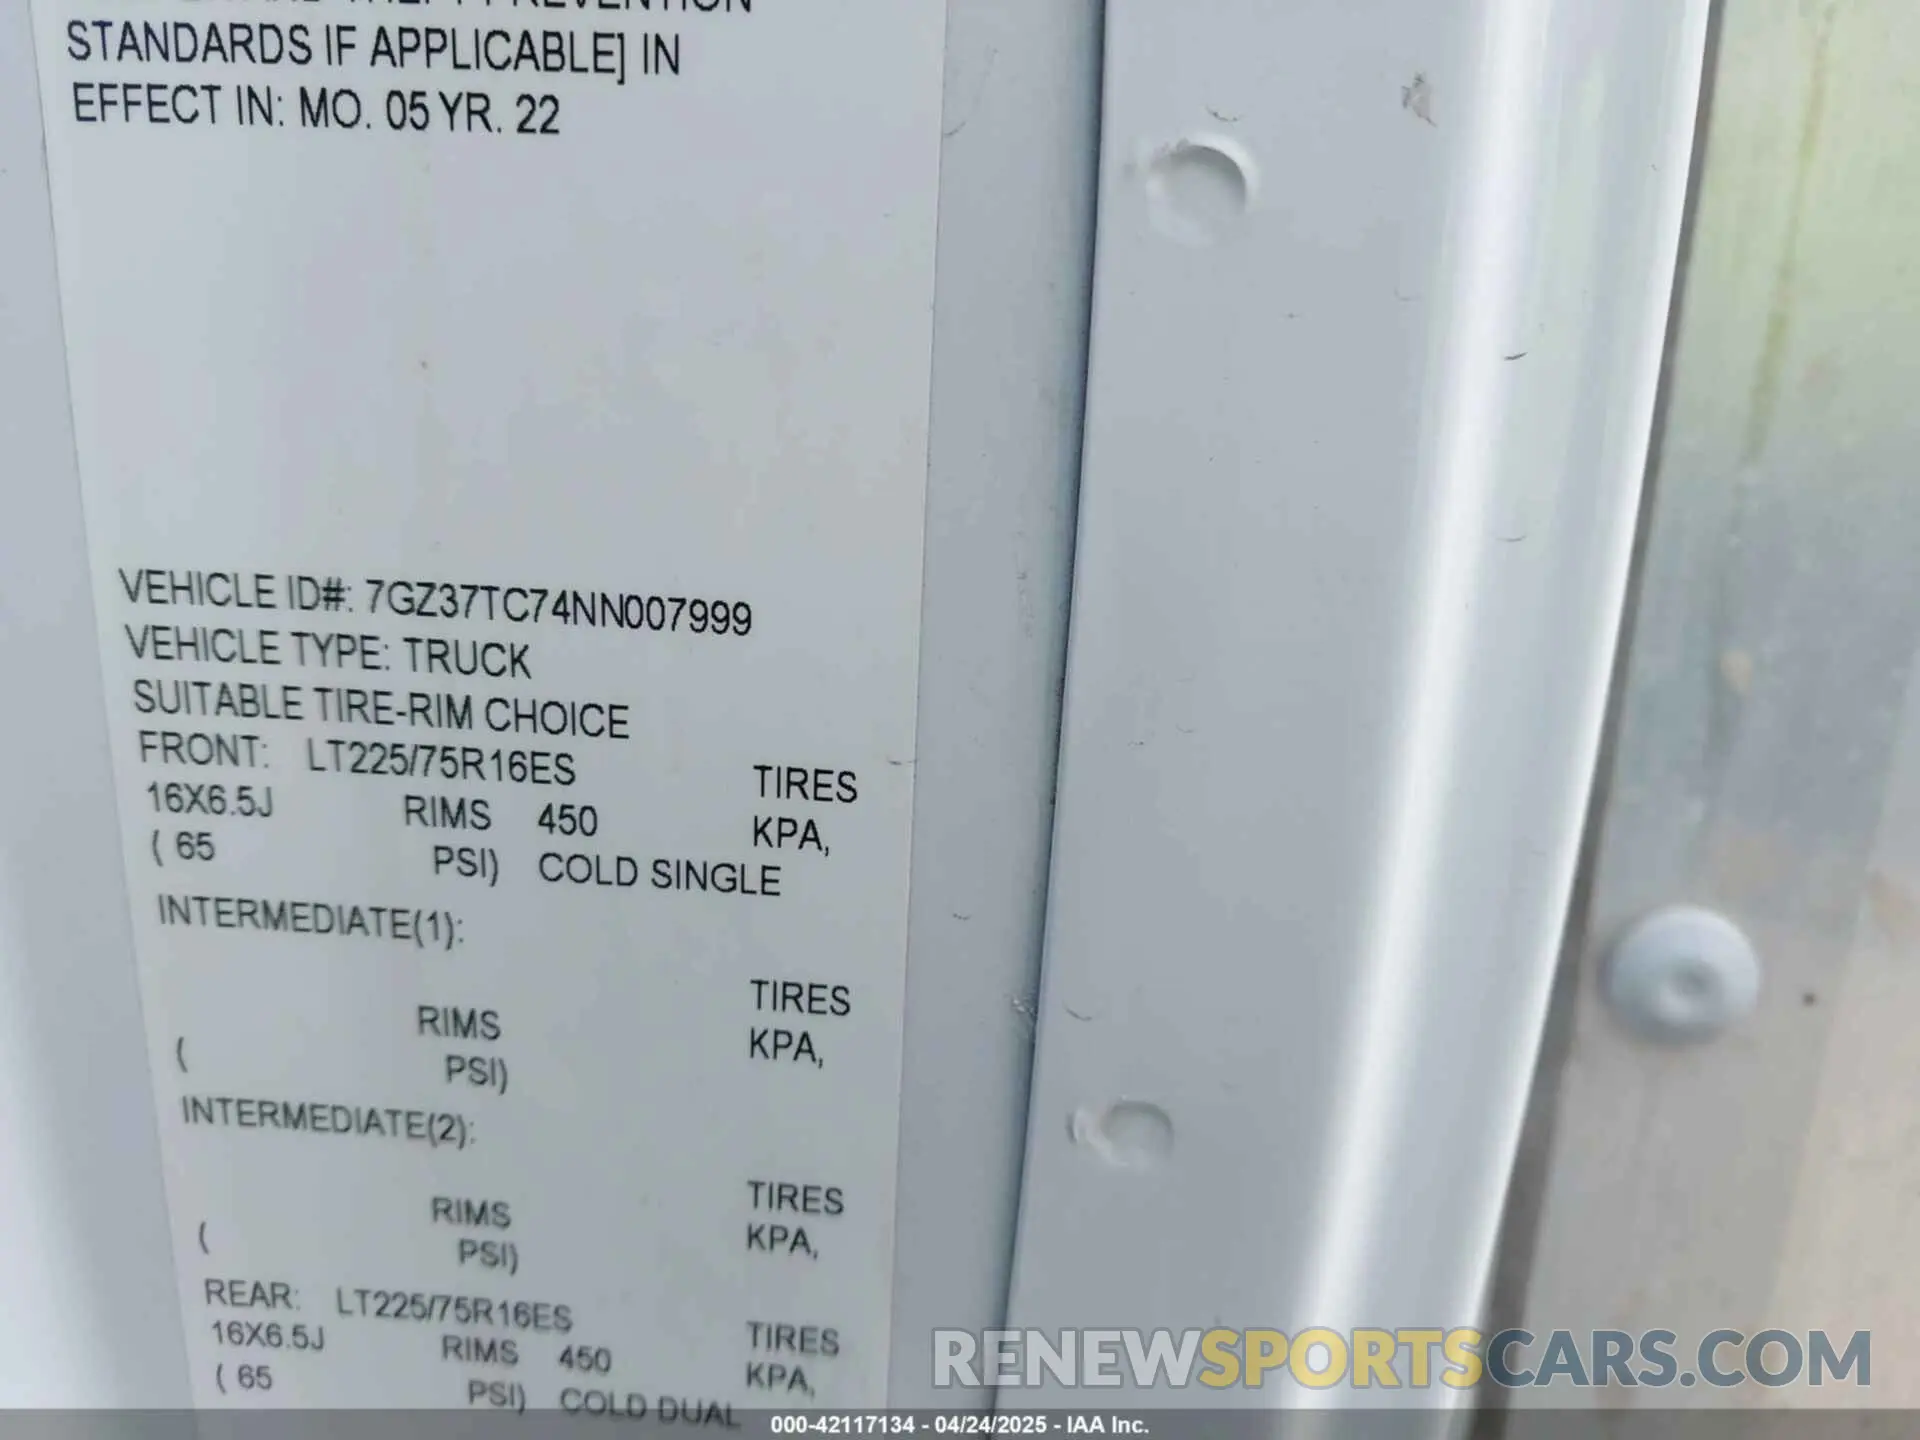 PREVENTION
STANDARDS IF APPLICABLE] IN
EFFECT IN: MO. 05 YR. 22
VEHICLE ID#: 7GZ37TC74NN007999
VEHICLE TYPE: TRUCK
SUITABLE TIRE-RIM CHOICE
FRONT: LT225/75R16ES TIRES
16X6.5J RIMS 450 KPA,
( 65 PSI) COLD SINGLE
INTERMEDIATE(1):
TIRES
RIMS KPA,
( PSI)
INTERMEDIATE(2):
TIRES
RIMS KPA,
( PSI)
REAR: LT225/75R16ES TIRES
16X6.5J RIMS 450 KPA,
( 65 PSI) COLD DUAL
RENEWSPORTSCARS.COM
000-42117134 - 04/24/2025 - IAA Inc.